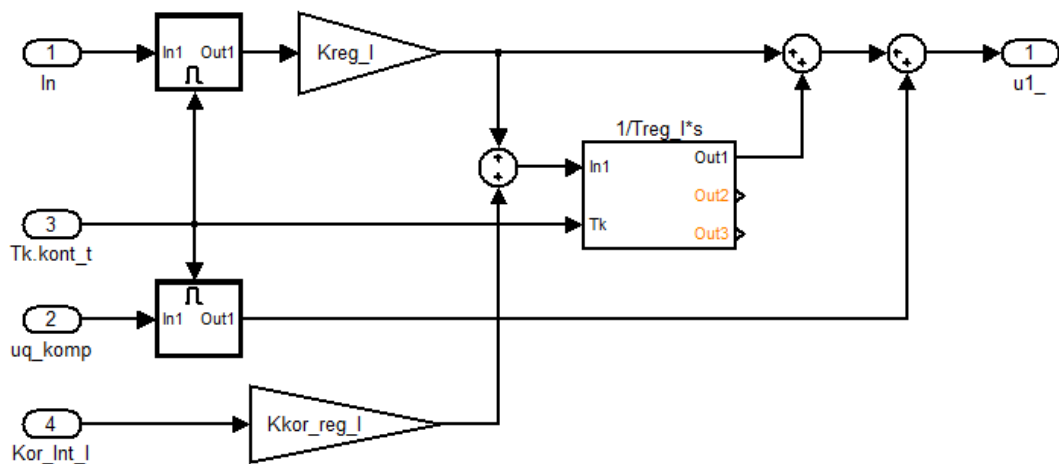 1
In
In1
Out1
Kreg_I
1
u1_
1/Treg_I*s
In1
Out1
Out2
Tk
Out3
3
Tk.kont_t
2
uq_komp
In1
Out1
4
Kor_Int_I
Kkor_reg_I